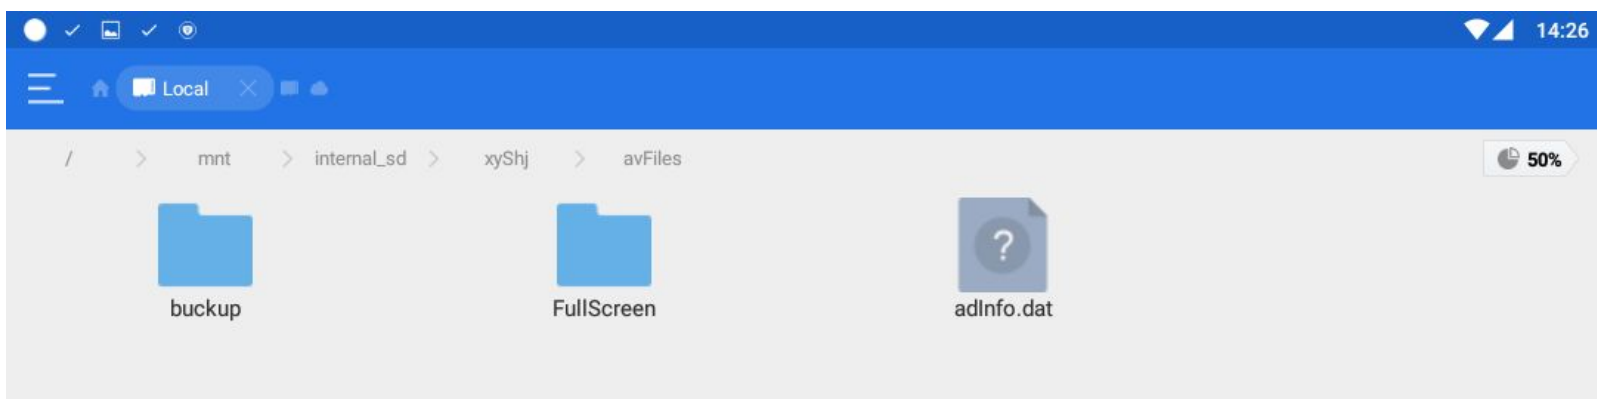 14:26
Local
/ > mnt > internal_sd > xyShj > avFiles
50%
buckup FullScreen adInfo.dat